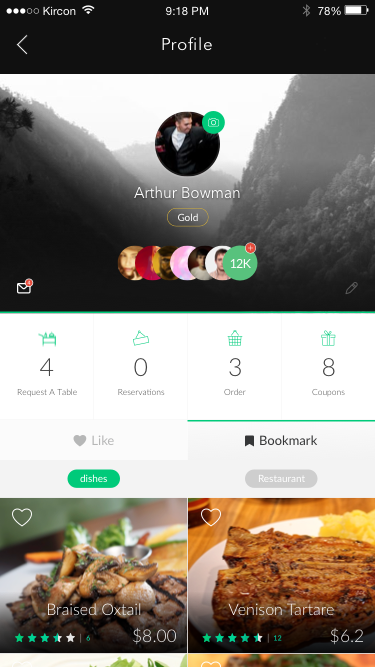 Kircon 9:18 PM 78%
Profile
Arthur Bowman
Gold
12K
4 0 3 8
Request A Table Reservations Order Coupons
Like Bookmark
dishes Restaurant
Braised Oxtail Venison Tartare
6 $8.00 12 $6.2